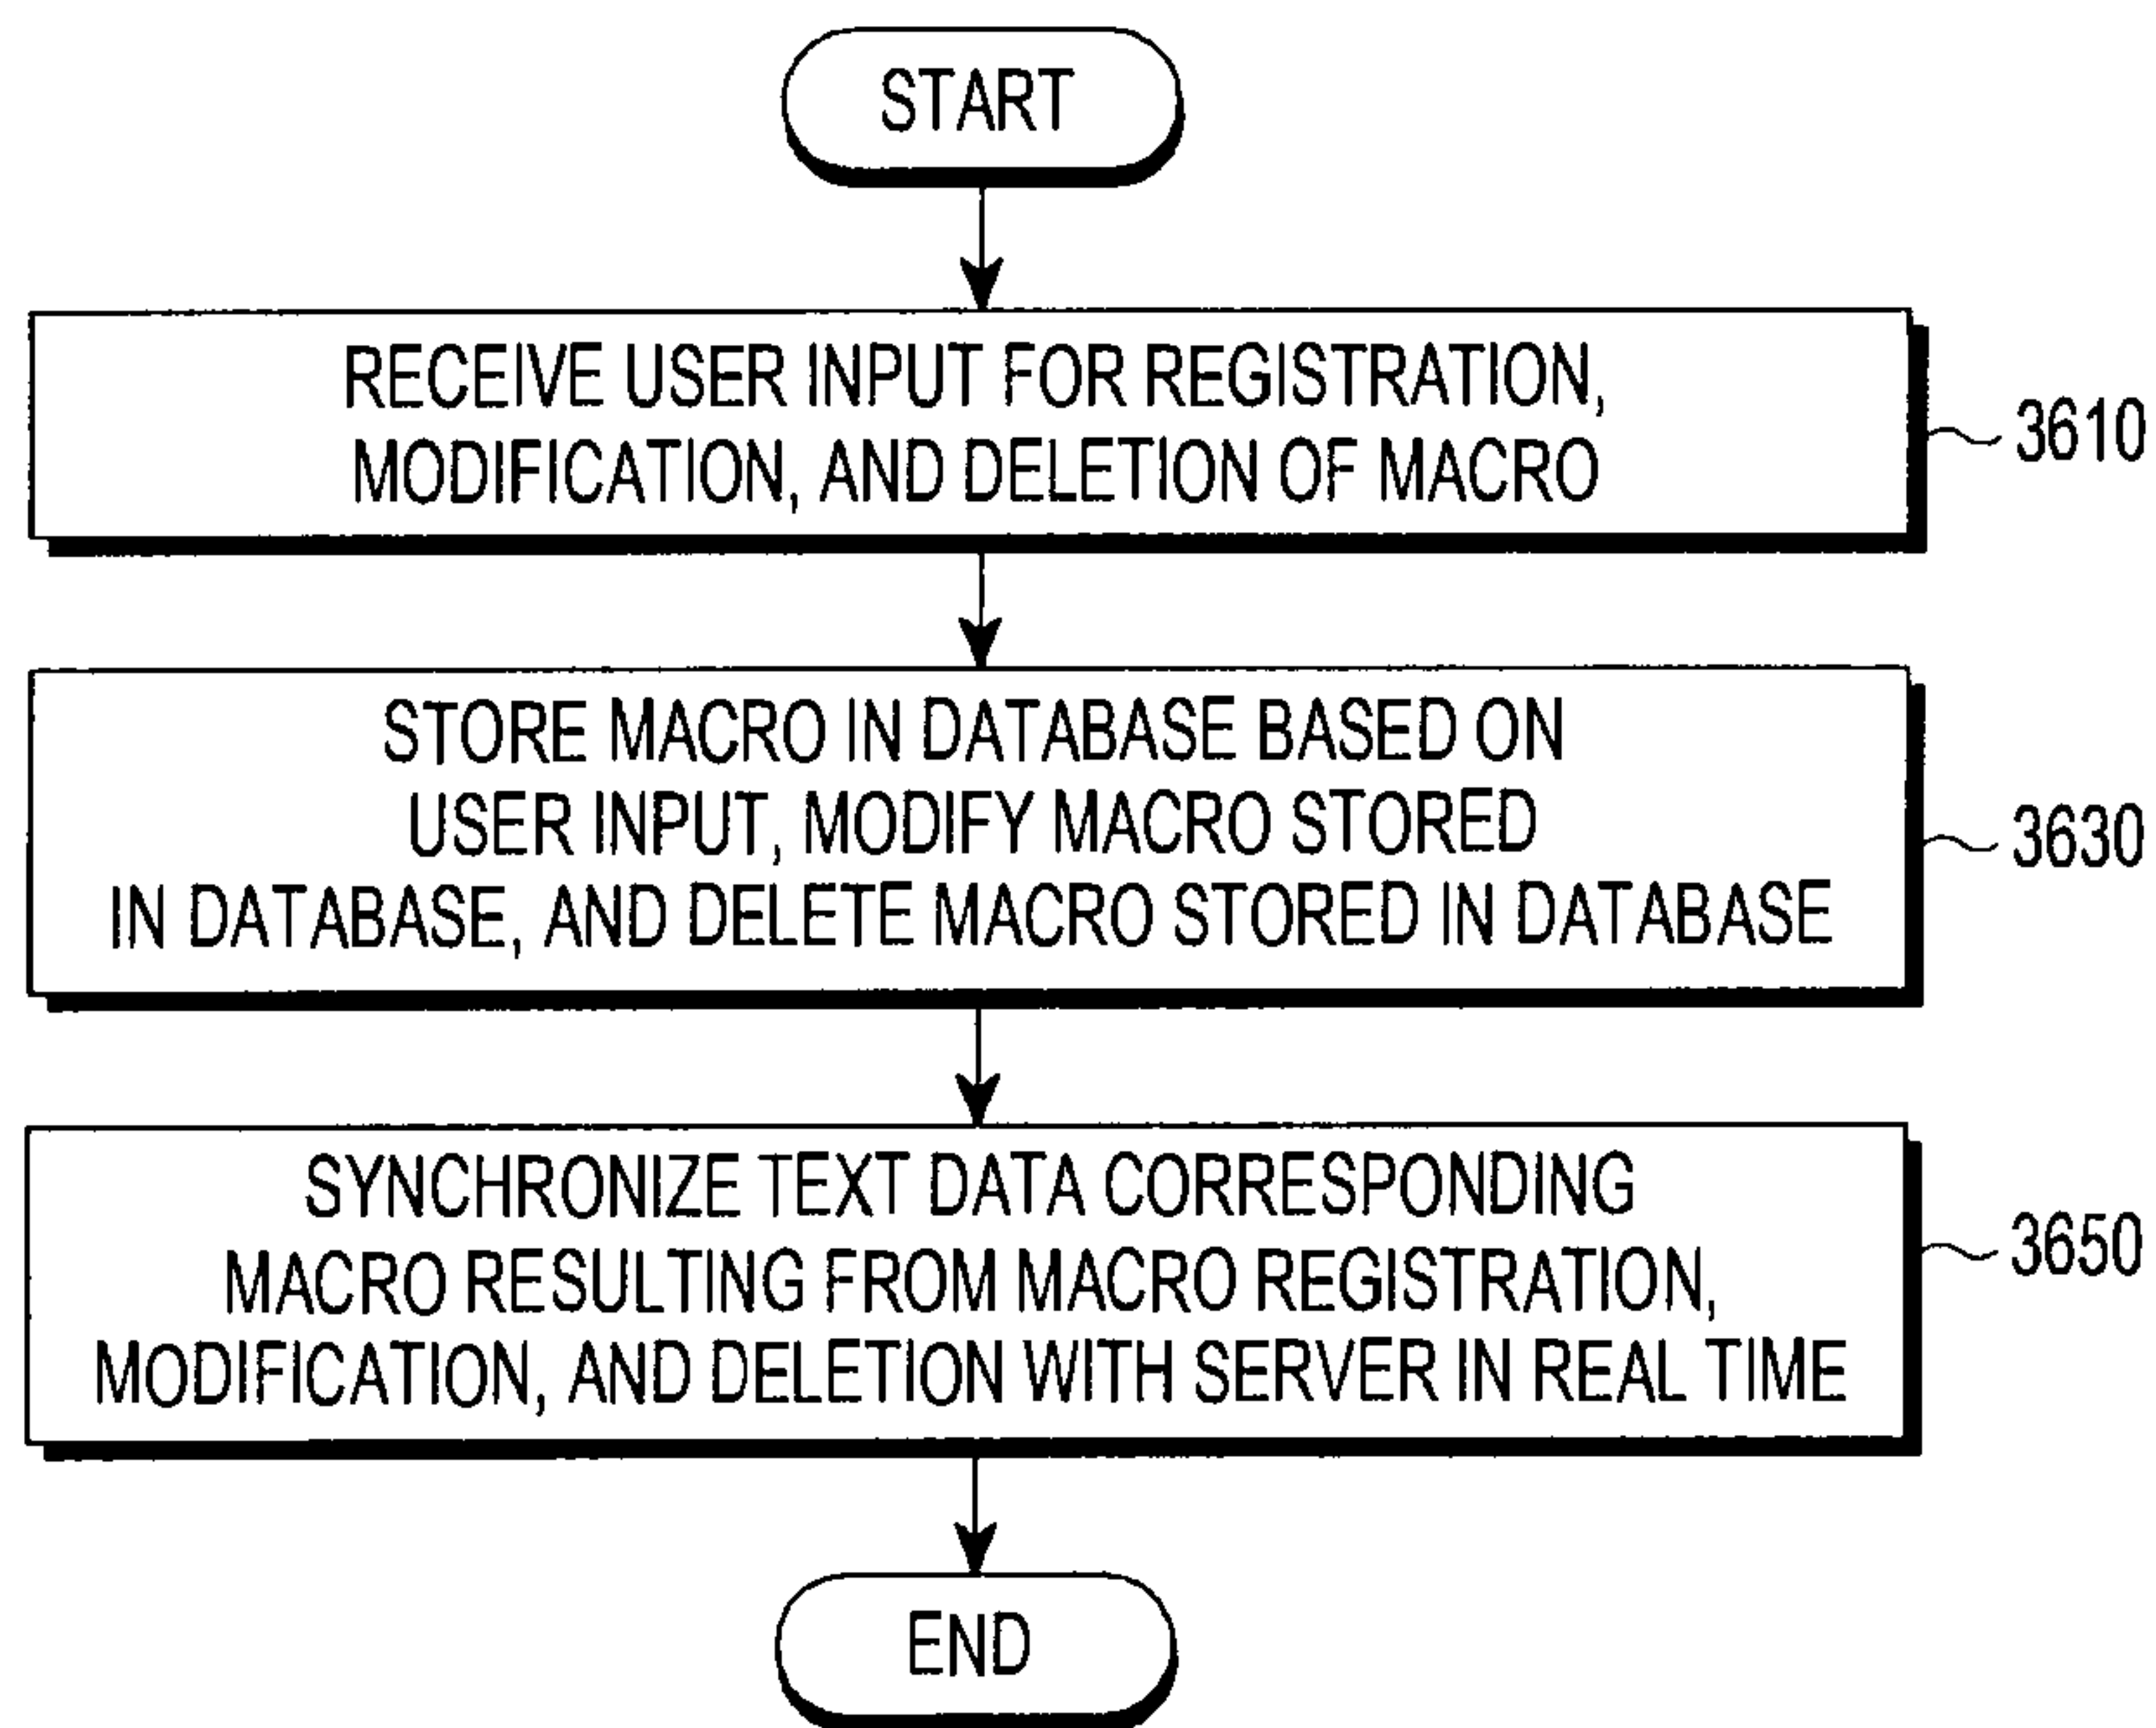 START
RECEIVE USER INPUT FOR REGISTRATION,
MODIFICATION, AND DELETION OF MACRO
3610
STORE MACRO IN DATABASE BASED ON
USER INPUT, MODIFY MACRO STORED
IN DATABASE, AND DELETE MACRO STORED IN DATABASE
3630
SYNCHRONIZE TEXT DATA CORRESPONDING
MACRO RESULTING FROM MACRO REGISTRATION,
MODIFICATION, AND DELETION WITH SERVER IN REAL TIME
3650
END